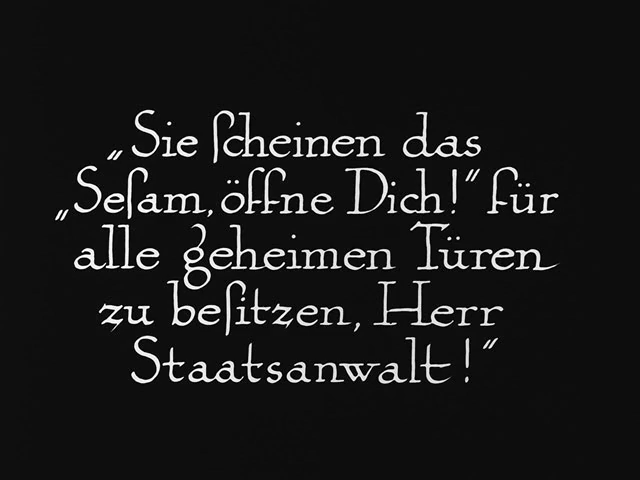 „Sie ſcheinen das
„Seſam, öffne Dich!“ für
alle geheimen Türen
zu beſitzen, Herr
Staatsanwalt!“